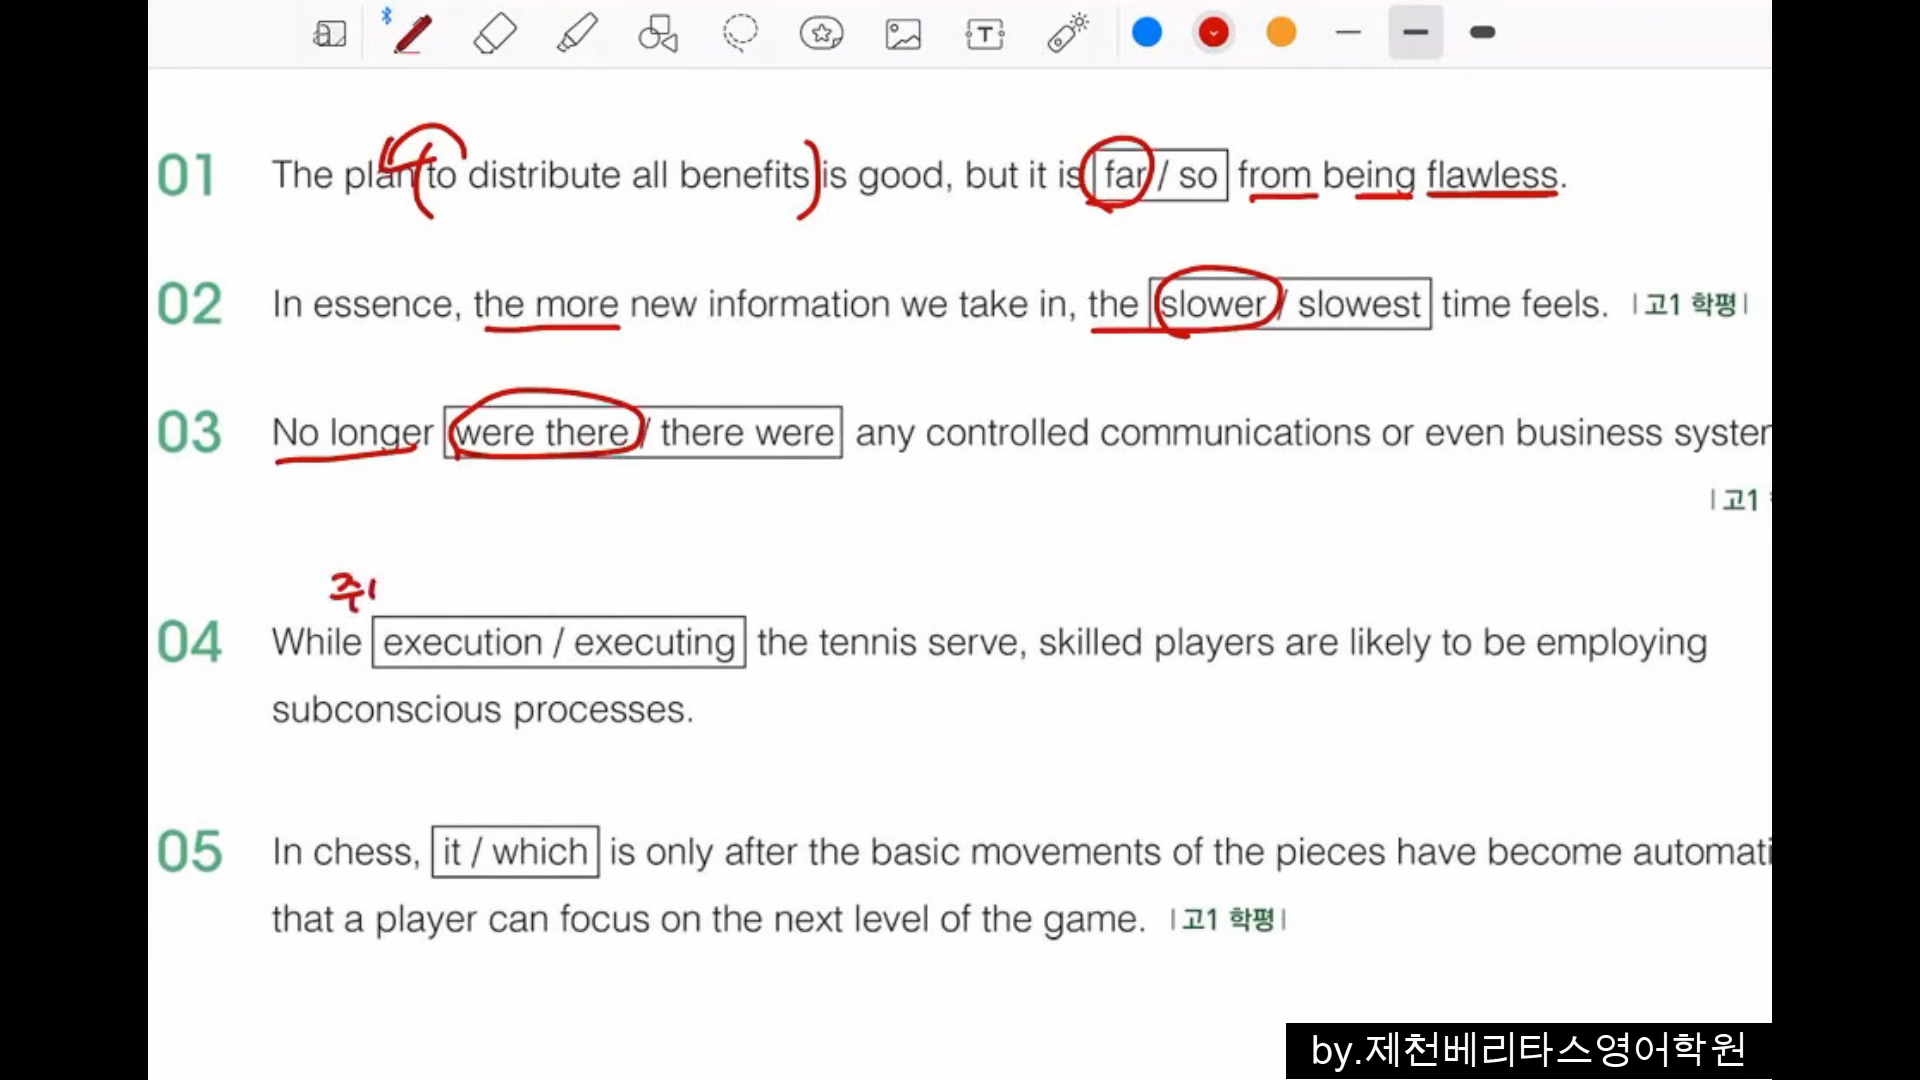 01 The plan to distribute all benefits is good, but it is far / so from being flawless.
02 In essence, the more new information we take in, the slower / slowest time feels. |고1 학평|
03 No longer were there / there were any controlled communications or even business
|고1
04 While execution / executing the tennis serve, skilled players are likely to be employing
subconscious processes.
05 In chess, it / which is only after the basic movements of the pieces have become
that a player can focus on the next level of the game. |고1 학평|
by.제천베리타스영어학원